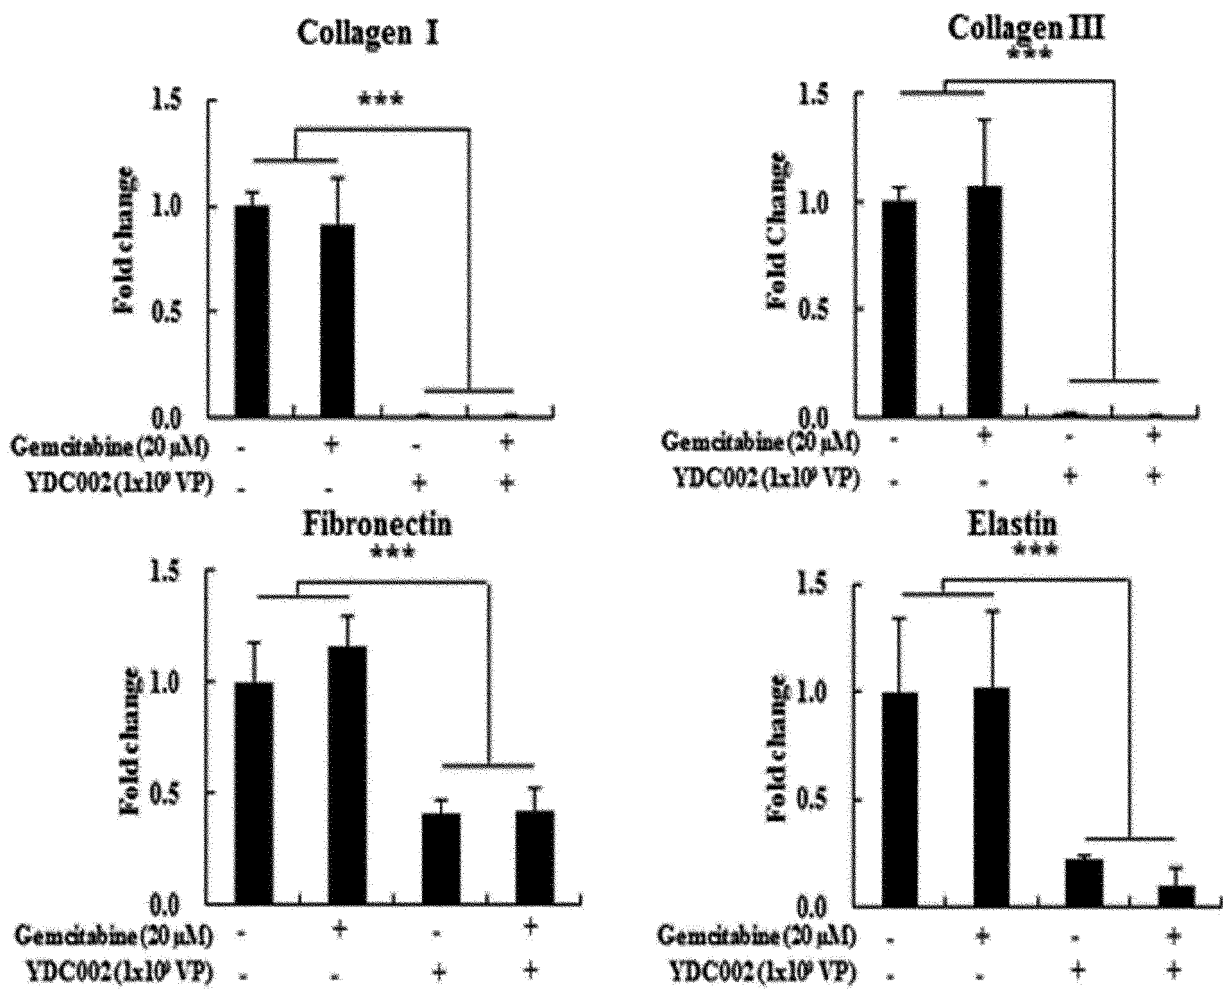 Collagen I
***
1.5
1.0
0.5
0.0
Fold change
Gemcitabine (20 μM) - + - +
YDC002 (1x10⁹ VP) - - + +
Collagen III
***
1.5
1.0
0.5
0.0
Fold Change
Gemcitabine (20 μM) - + - +
YDC002 (1x10⁹ VP) - - + +
Fibronectin
***
1.5
1.0
0.5
0.0
Fold change
Gemcitabine (20 μM) - + - +
YDC002 (1x10⁹ VP) - - + +
Elastin
***
1.5
1.0
0.5
0.0
Fold change
Gemcitabine (20 μM) - + - +
YDC002 (1x10⁹ VP) - - + +